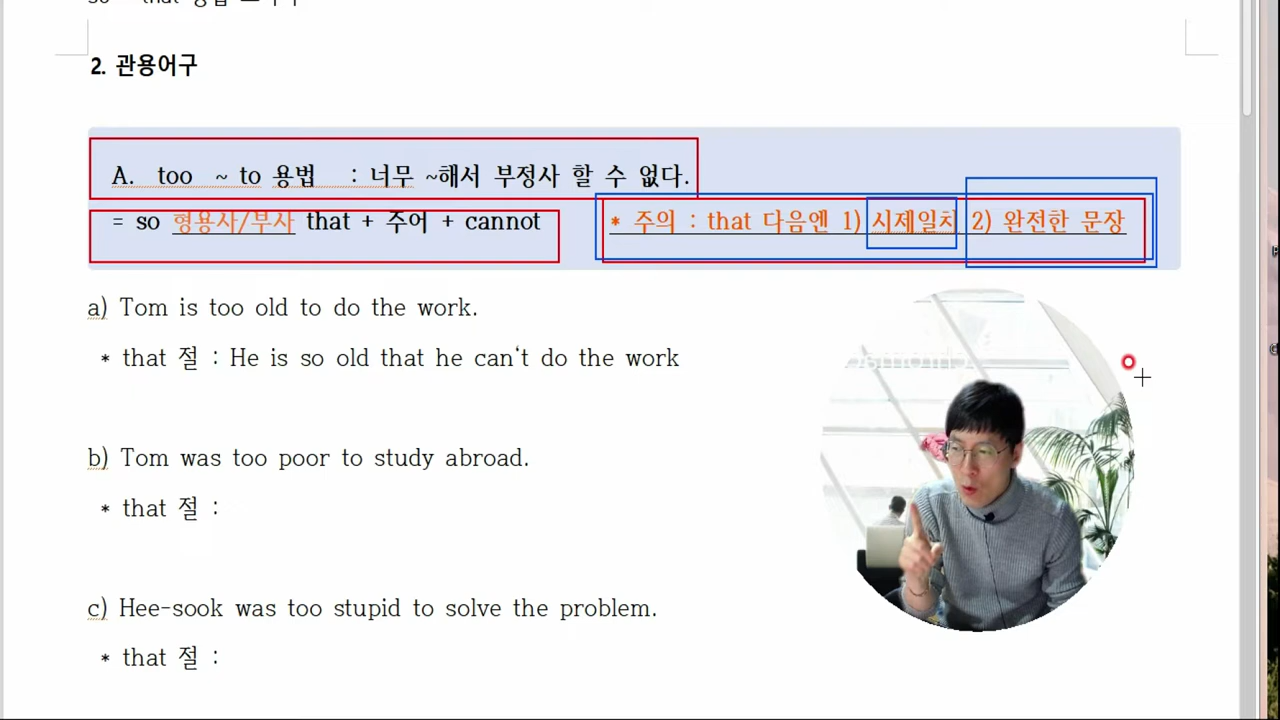 2. 관용어구
A. too ~ to 용법 : 너무 ~해서 부정사 할 수 없다.
= so 형용사/부사 that + 주어 + cannot * 주의 : that 다음엔 1) 시제일치 2) 완전한 문장
a) Tom is too old to do the work.
* that 절 : He is so old that he can't do the work
b) Tom was too poor to study abroad.
* that 절 :
c) Hee-sook was too stupid to solve the problem.
* that 절 :